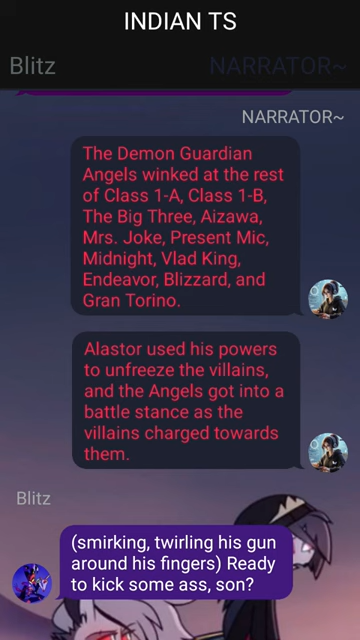 INDIAN TS
Blitz
NARRATOR~
NARRATOR~
The Demon Guardian
Angels winked at the rest
of Class 1-A, Class 1-B,
The Big Three, Aizawa,
Mrs. Joke, Present Mic,
Midnight, Vlad King,
Endeavor, Blizzard, and
Gran Torino.
Alastor used his powers
to unfreeze the villains,
and the Angels got into a
battle stance as the
villains charged towards
them.
Blitz
(smirking, twirling his gun
around his fingers) Ready
to kick some ass, son?